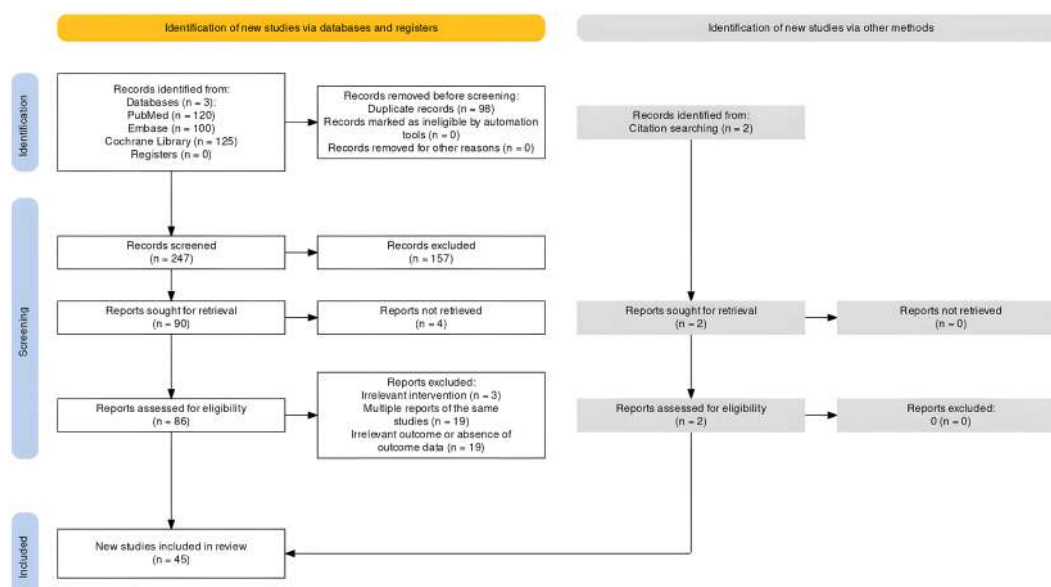 Identification of new studies via databases and registers
Identification of new studies via other methods
Identification
Records identified from:
Databases (n = 3):
PubMed (n = 120)
Embase (n = 100)
Cochrane Library (n = 125)
Registers (n = 0)
Records removed before screening:
Duplicate records (n = 98)
Records marked as ineligible by automation
tools (n = 0)
Records removed for other reasons (n = 0)
Records identified from:
Citation searching (n = 2)
Screening
Records screened
(n = 247)
Records excluded
(n = 157)
Reports sought for retrieval
(n = 90)
Reports not retrieved
(n = 4)
Reports sought for retrieval
(n = 2)
Reports not retrieved
(n = 0)
Reports assessed for eligibility
(n = 86)
Reports excluded:
Irrelevant intervention (n = 3)
Multiple reports of the same
studies (n = 19)
Irrelevant outcome or absence of
outcome data (n = 19)
Reports assessed for eligibility
(n = 2)
Reports excluded:
0 (n = 0)
Included
New studies included in review
(n = 45)